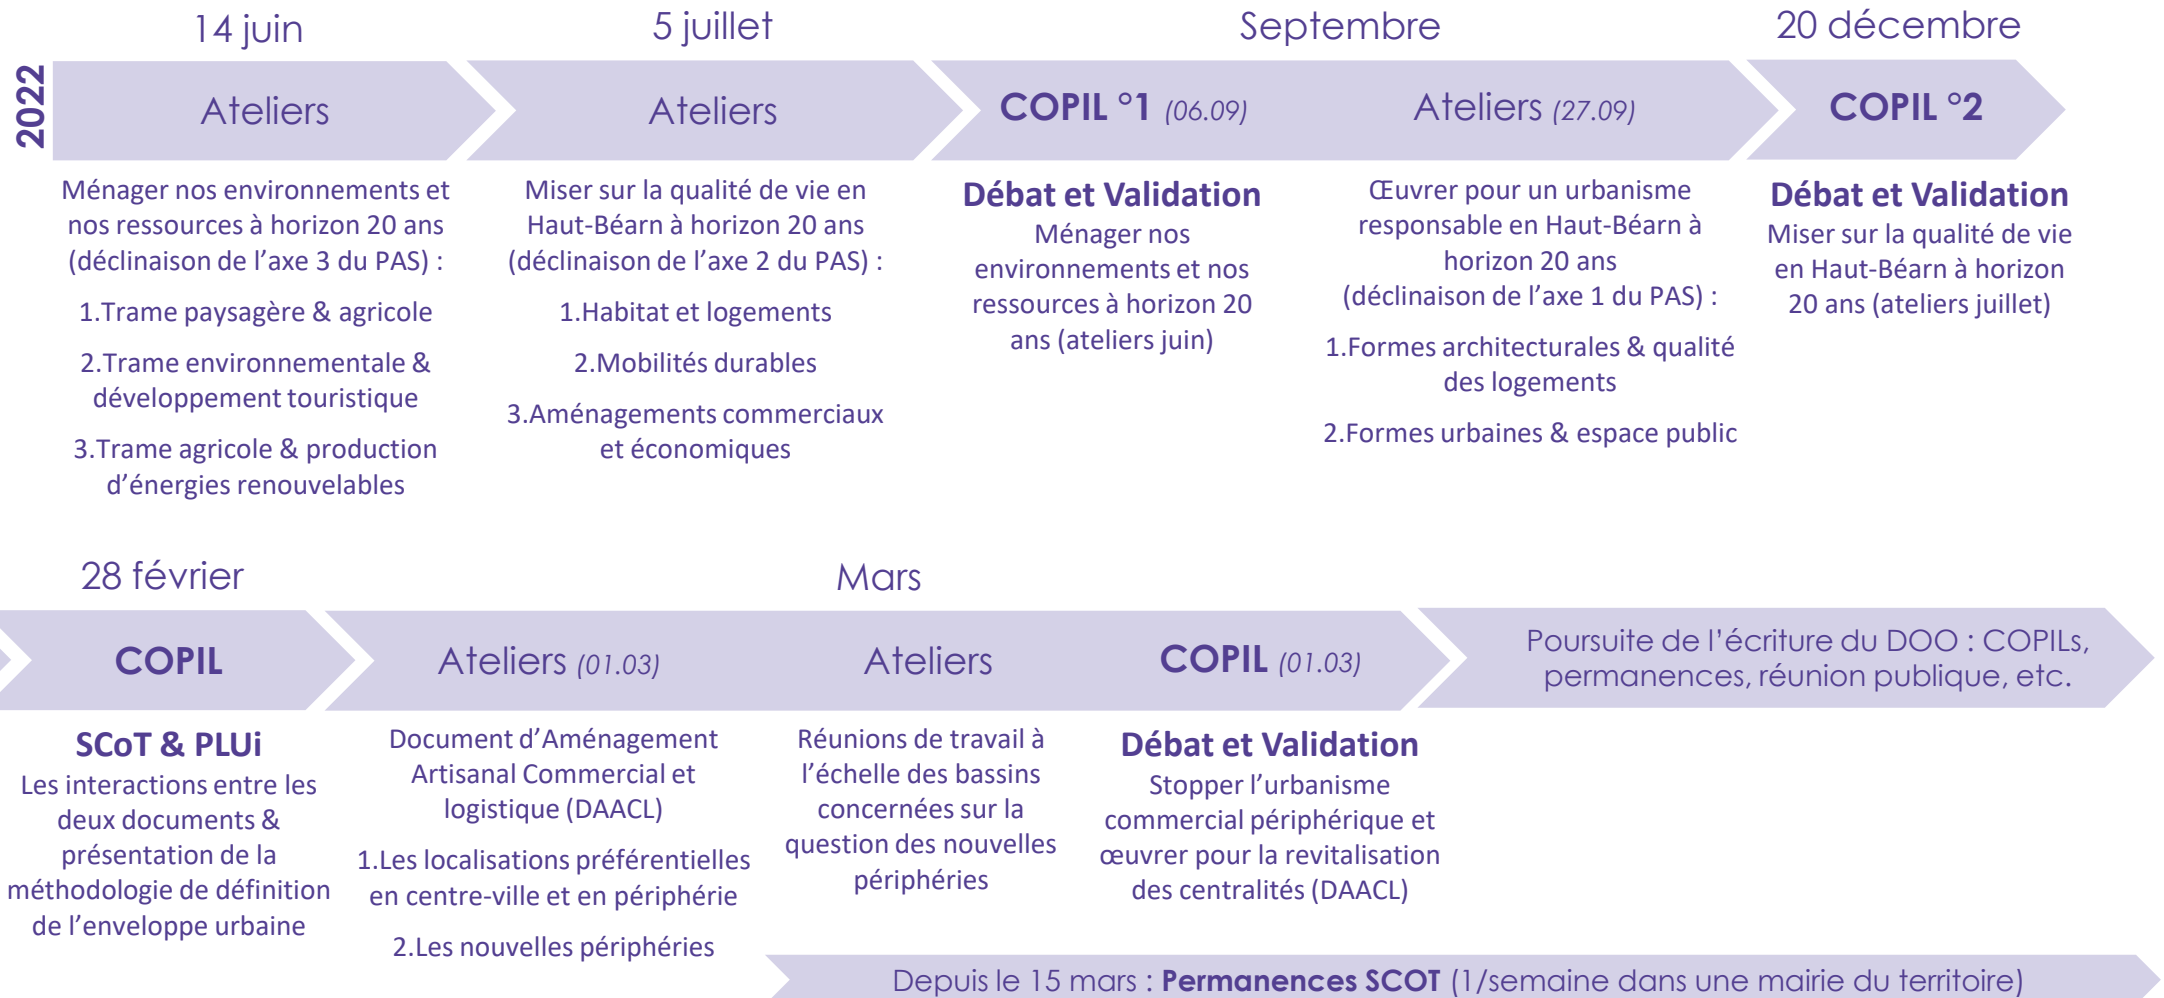 2022
14 juin
Ateliers
Ménager nos environnements et
nos ressources à horizon 20 ans
(déclinaison de l'axe 3 du PAS) :
1.Trame paysagère & agricole
2.Trame environnementale &
développement touristique
3.Trame agricole & production
d'énergies renouvelables
5 juillet
Ateliers
Miser sur la qualité de vie en
Haut-Béarn à horizon 20 ans
(déclinaison de l'axe 2 du PAS) :
1.Habitat et logements
2.Mobilités durables
3.Aménagements commerciaux
et économiques
Septembre
COPIL °1 (06.09)
Débat et Validation
Ménager nos
environnements et nos
ressources à horizon 20
ans (ateliers juin)
Ateliers (27.09)
Œuvrer pour un urbanisme
responsable en Haut-Béarn à
horizon 20 ans
(déclinaison de l'axe 1 du PAS) :
1.Formes architecturales & qualité
des logements
2.Formes urbaines & espace public
20 décembre
COPIL °2
Débat et Validation
Miser sur la qualité de vie
en Haut-Béarn à horizon
20 ans (ateliers juillet)
28 février
COPIL
SCoT & PLUi
Les interactions entre les
deux documents &
présentation de la
méthodologie de définition
de l'enveloppe urbaine
Mars
Ateliers (01.03)
Document d'Aménagement
Artisanal Commercial et
logistique (DAACL)
1.Les localisations préférentielles
en centre-ville et en périphérie
2.Les nouvelles périphéries
Ateliers
Réunions de travail à
l'échelle des bassins
concernées sur la
question des nouvelles
périphéries
COPIL (01.03)
Débat et Validation
Stopper l'urbanisme
commercial périphérique et
œuvrer pour la revitalisation
des centralités (DAACL)
Poursuite de l'écriture du DOO : COPILs,
permanences, réunion publique, etc.
Depuis le 15 mars : Permanences SCOT (1/semaine dans une mairie du territoire)